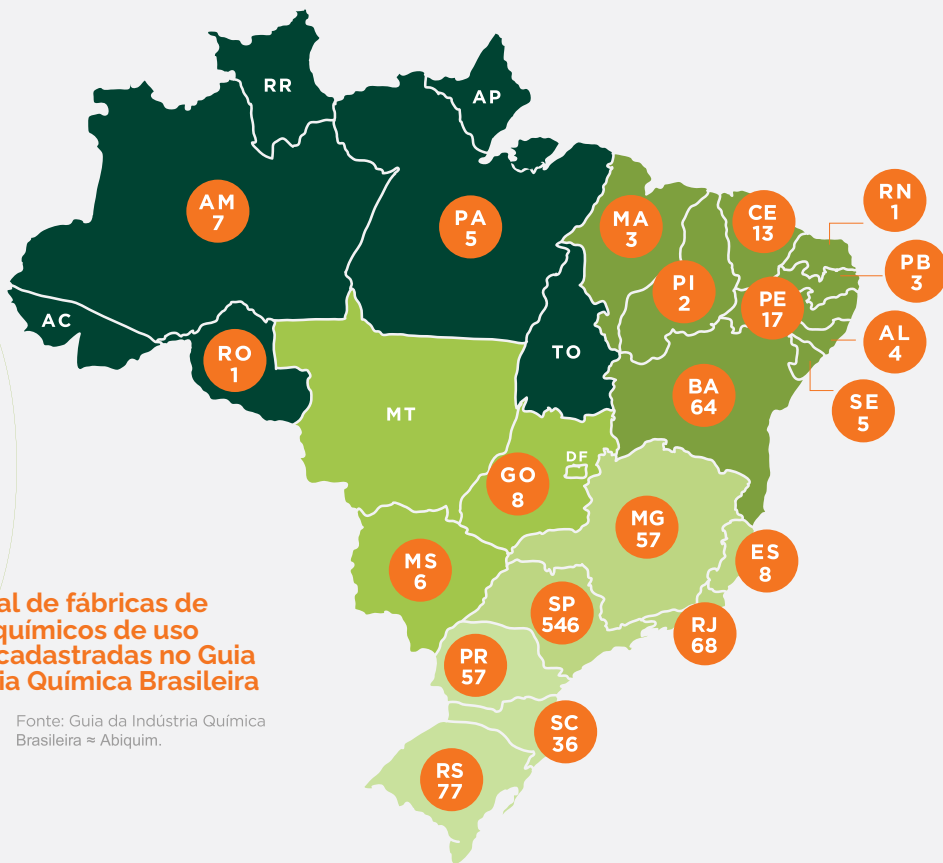 RR
AP
AM
7
PA
5
MA
3
CE
13
RN
1
PI
2
PE
17
PB
3
AC
RO
1
TO
AL
4
BA
64
SE
5
MT
GO
8
DF
MG
57
MS
6
ES
8
SP
546
RJ
68
PR
57
SC
36
RS
77
al de fábricas de
químicos de uso
cadastradas no Guia
ia Química Brasileira
Fonte: Guia da Indústria Química
Brasileira ≈ Abiquim.